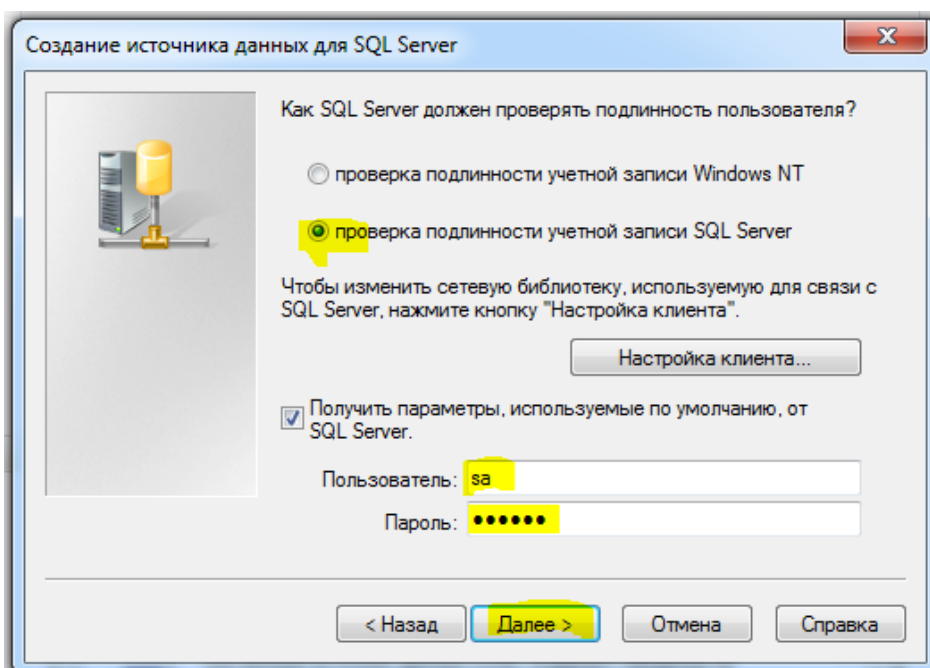 Создание источника данных для SQL Server
Как SQL Server должен проверять подлинность пользователя?
проверка подлинности учетной записи Windows NT
проверка подлинности учетной записи SQL Server
Чтобы изменить сетевую библиотеку, используемую для связи с
SQL Server, нажмите кнопку "Настройка клиента".
Настройка клиента...
Получить параметры, используемые по умолчанию, от
SQL Server.
Пользователь: sa
Пароль: ●●●●●●
< Назад Далее > Отмена Справка